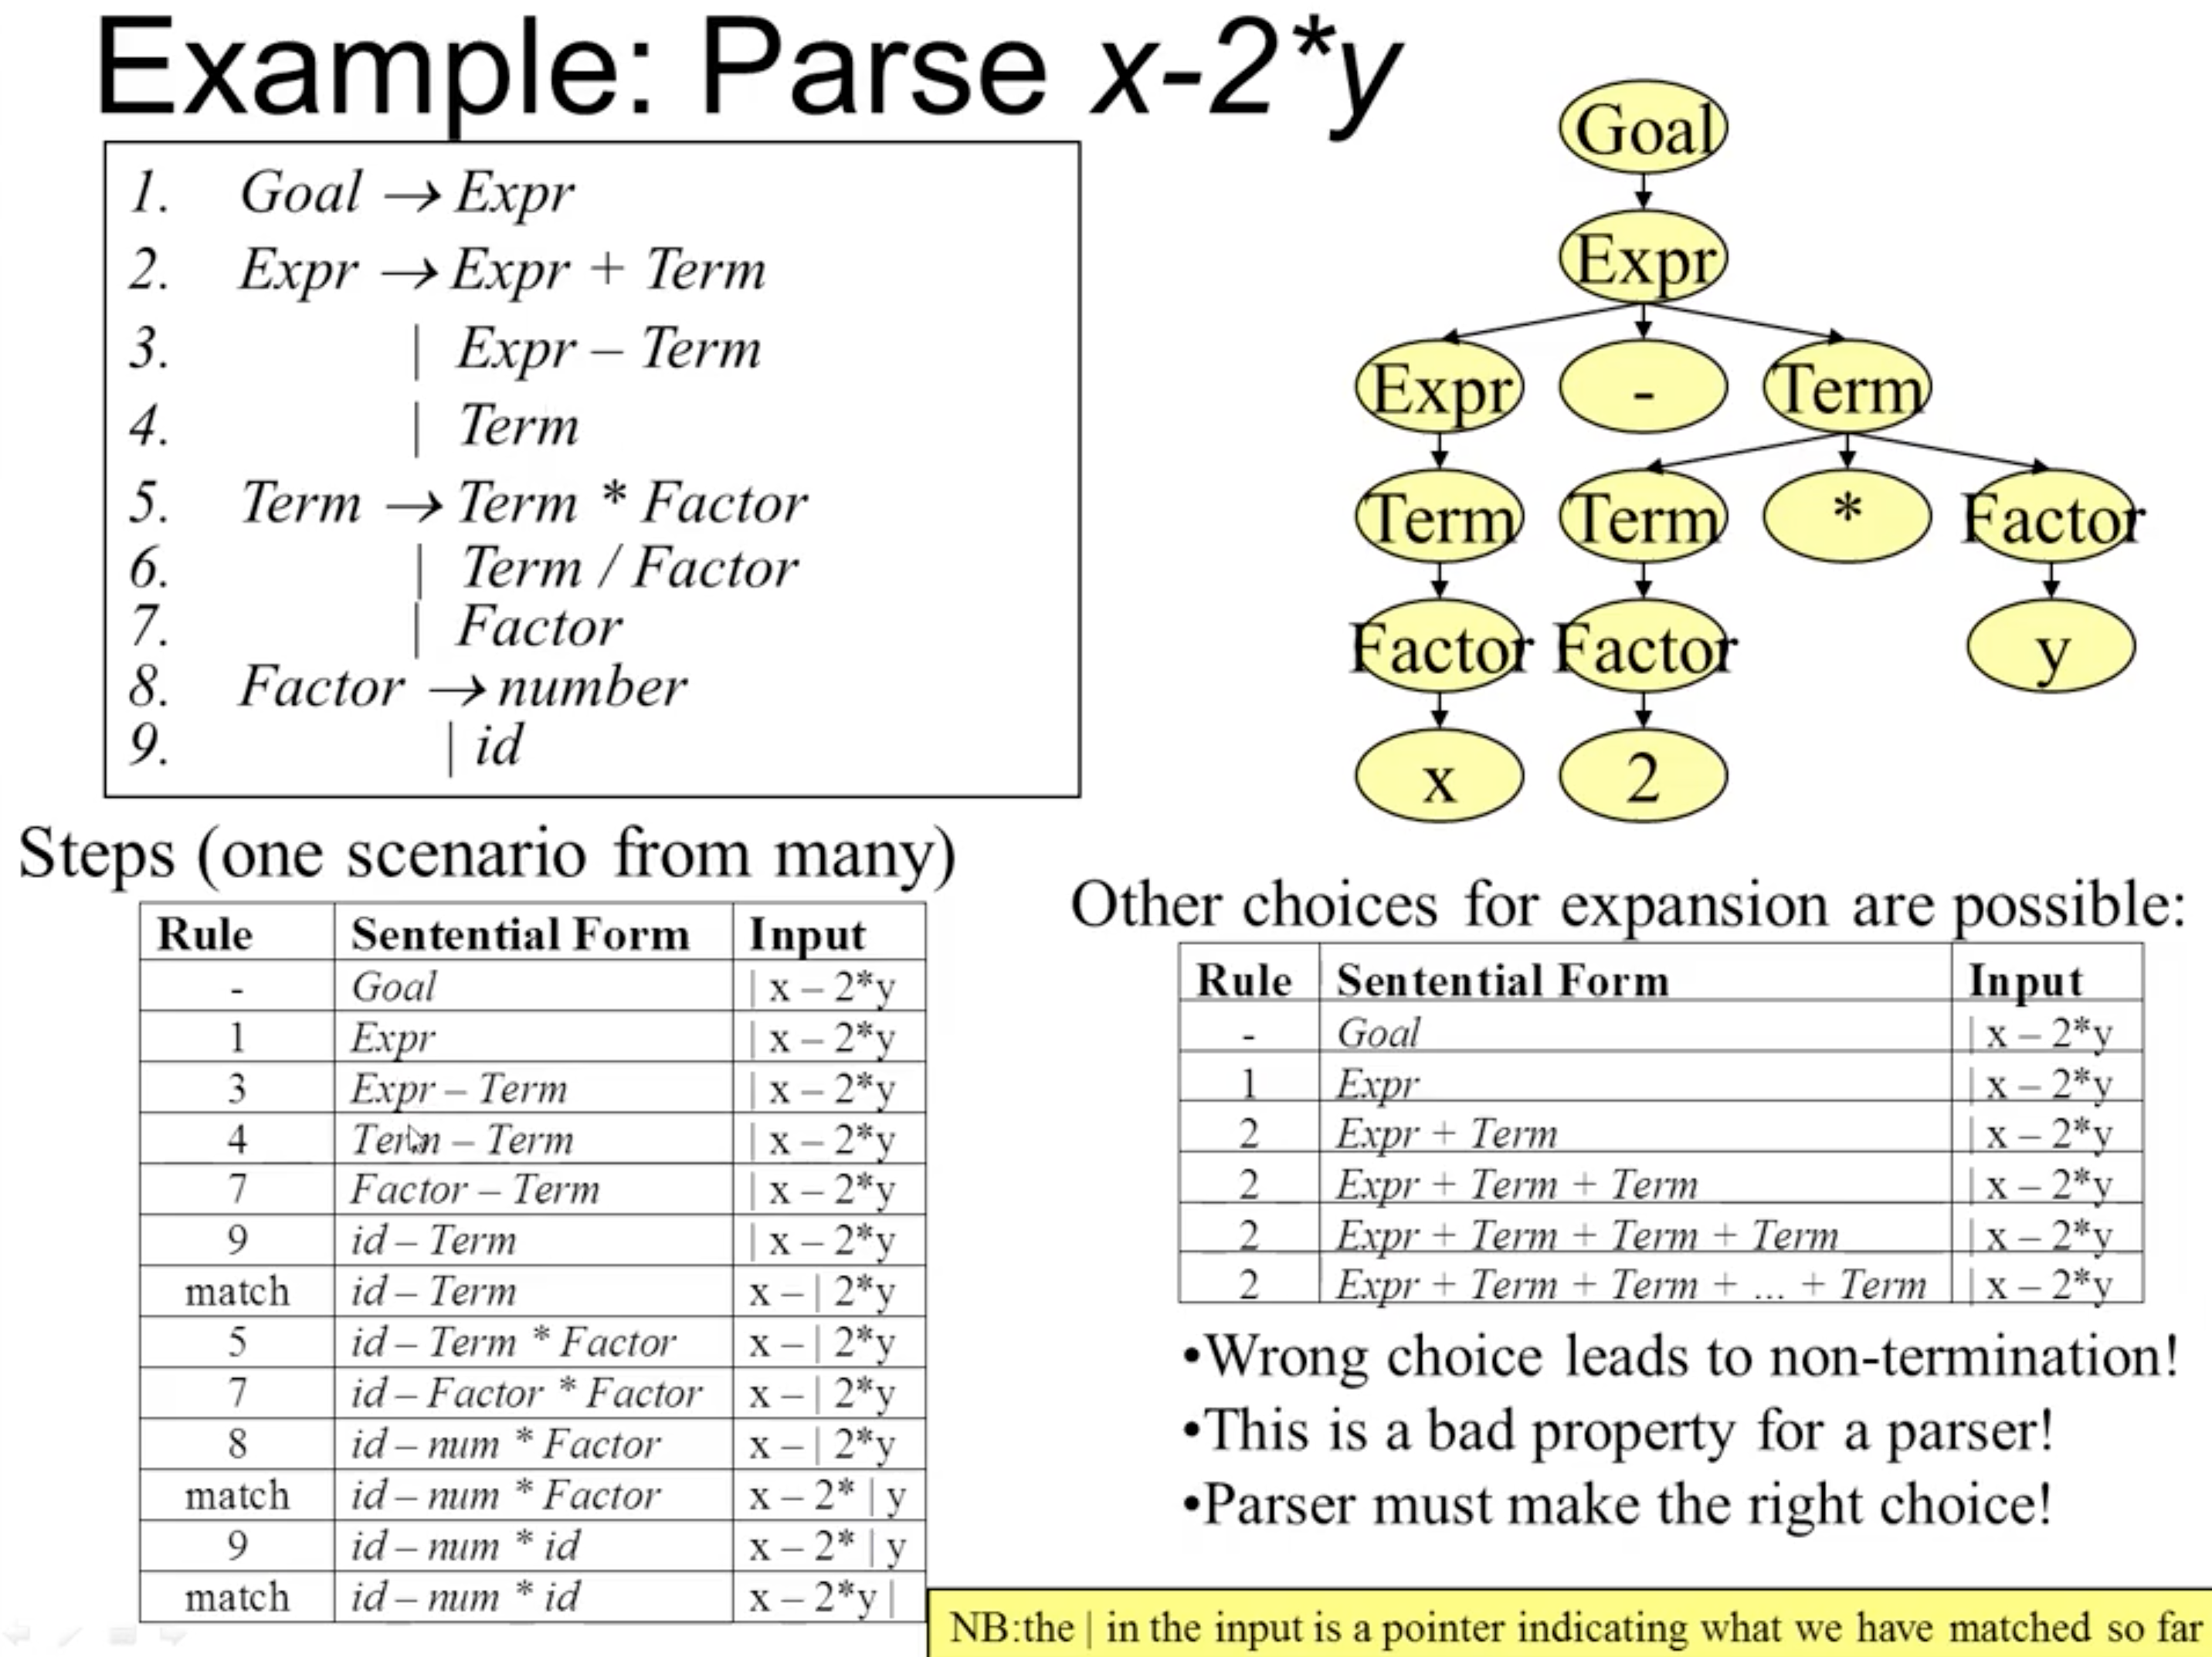 Example: Parse x-2*y
1. Goal → Expr
2. Expr → Expr + Term
3. | Expr – Term
4. | Term
5. Term → Term * Factor
6. | Term / Factor
7. | Factor
8. Factor → number
9. | id
Goal
Expr
Expr - Term
Term Term * Factor
Factor Factor y
x 2
Steps (one scenario from many)
Rule Sentential Form Input
- Goal | x – 2*y
1 Expr | x – 2*y
3 Expr – Term | x – 2*y
4 Term – Term | x – 2*y
7 Factor – Term | x – 2*y
9 id – Term | x – 2*y
match id – Term x – | 2*y
5 id – Term * Factor x – | 2*y
7 id – Factor * Factor x – | 2*y
8 id – num * Factor x – | 2*y
match id – num * Factor x – 2* | y
9 id – num * id x – 2* | y
match id – num * id x – 2*y |
Other choices for expansion are possible:
Rule Sentential Form Input
- Goal | x – 2*y
1 Expr | x – 2*y
2 Expr + Term | x – 2*y
2 Expr + Term + Term | x – 2*y
2 Expr + Term + Term + Term | x – 2*y
2 Expr + Term + Term + ... + Term | x – 2*y
•Wrong choice leads to non-termination!
•This is a bad property for a parser!
•Parser must make the right choice!
NB:the | in the input is a pointer indicating what we have matched so far